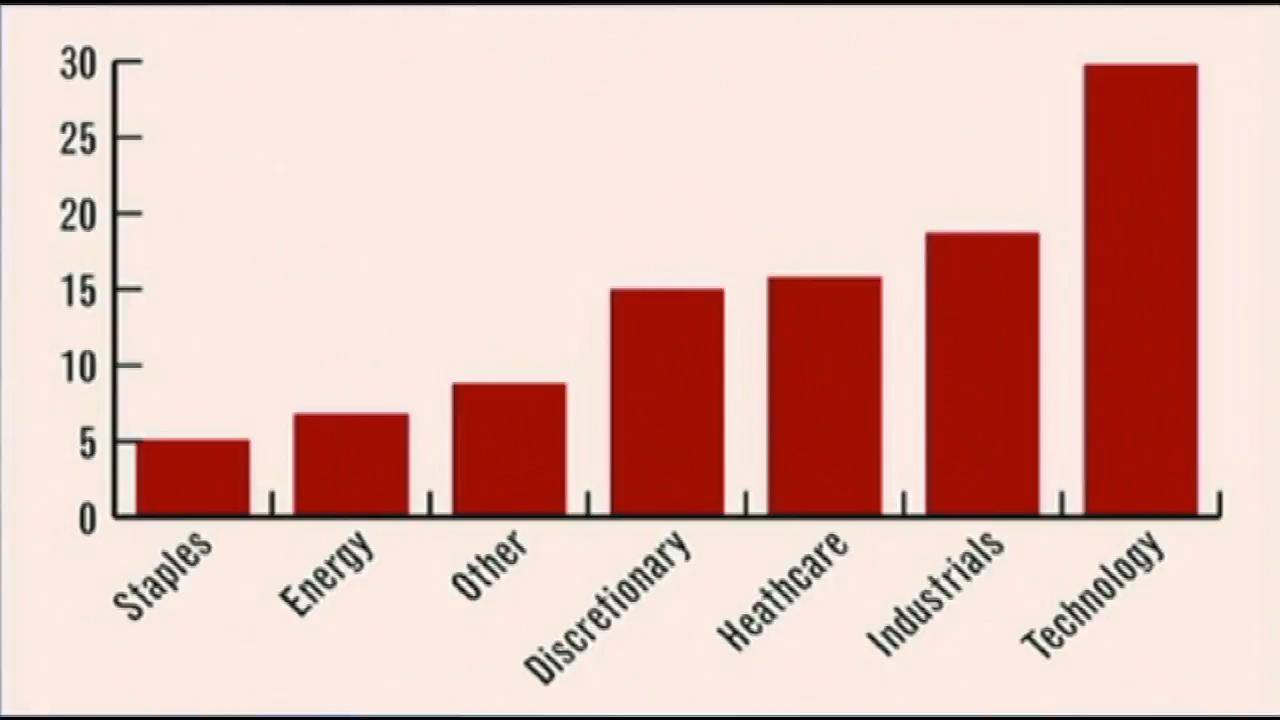 30
25
20
15
10
5
0
Staples
Energy
Other
Discretionary
Heathcare
Industrials
Technology